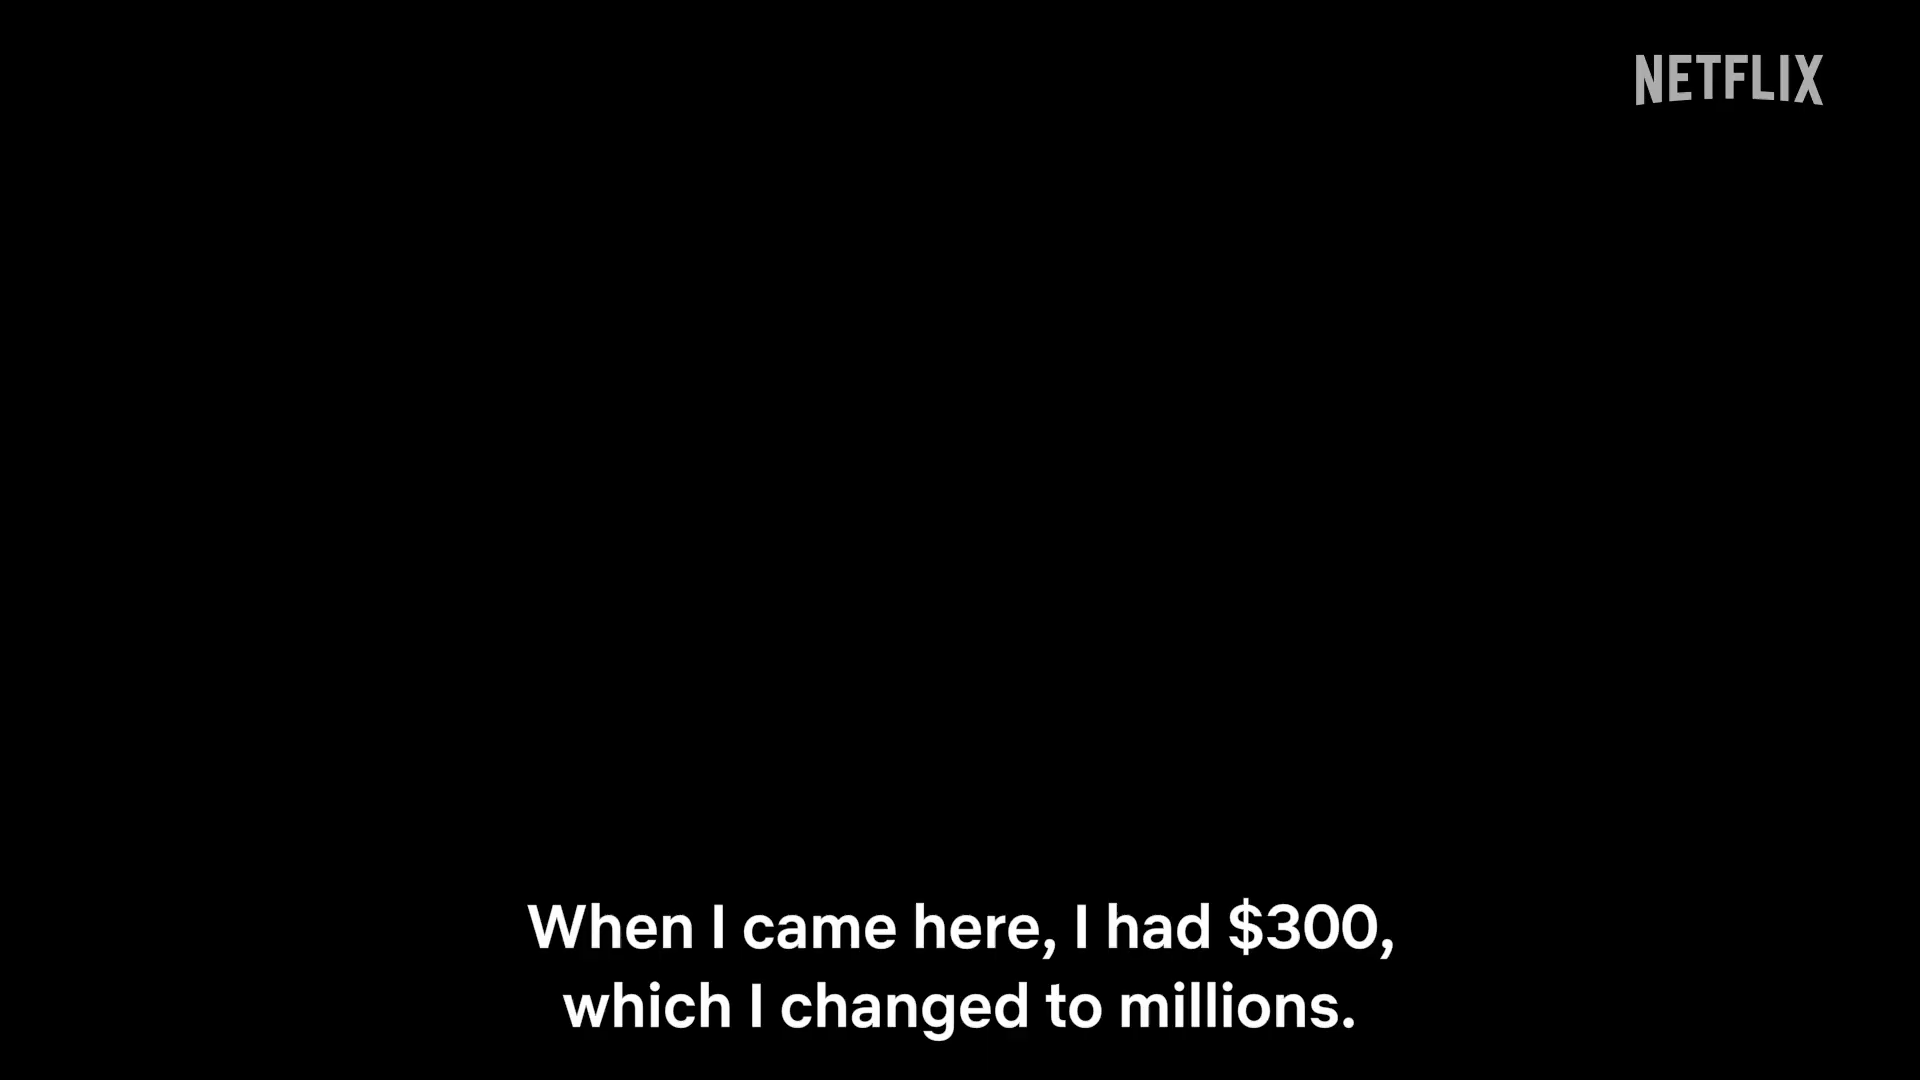 NETFLIX
When I came here, I had $300,
which I changed to millions.